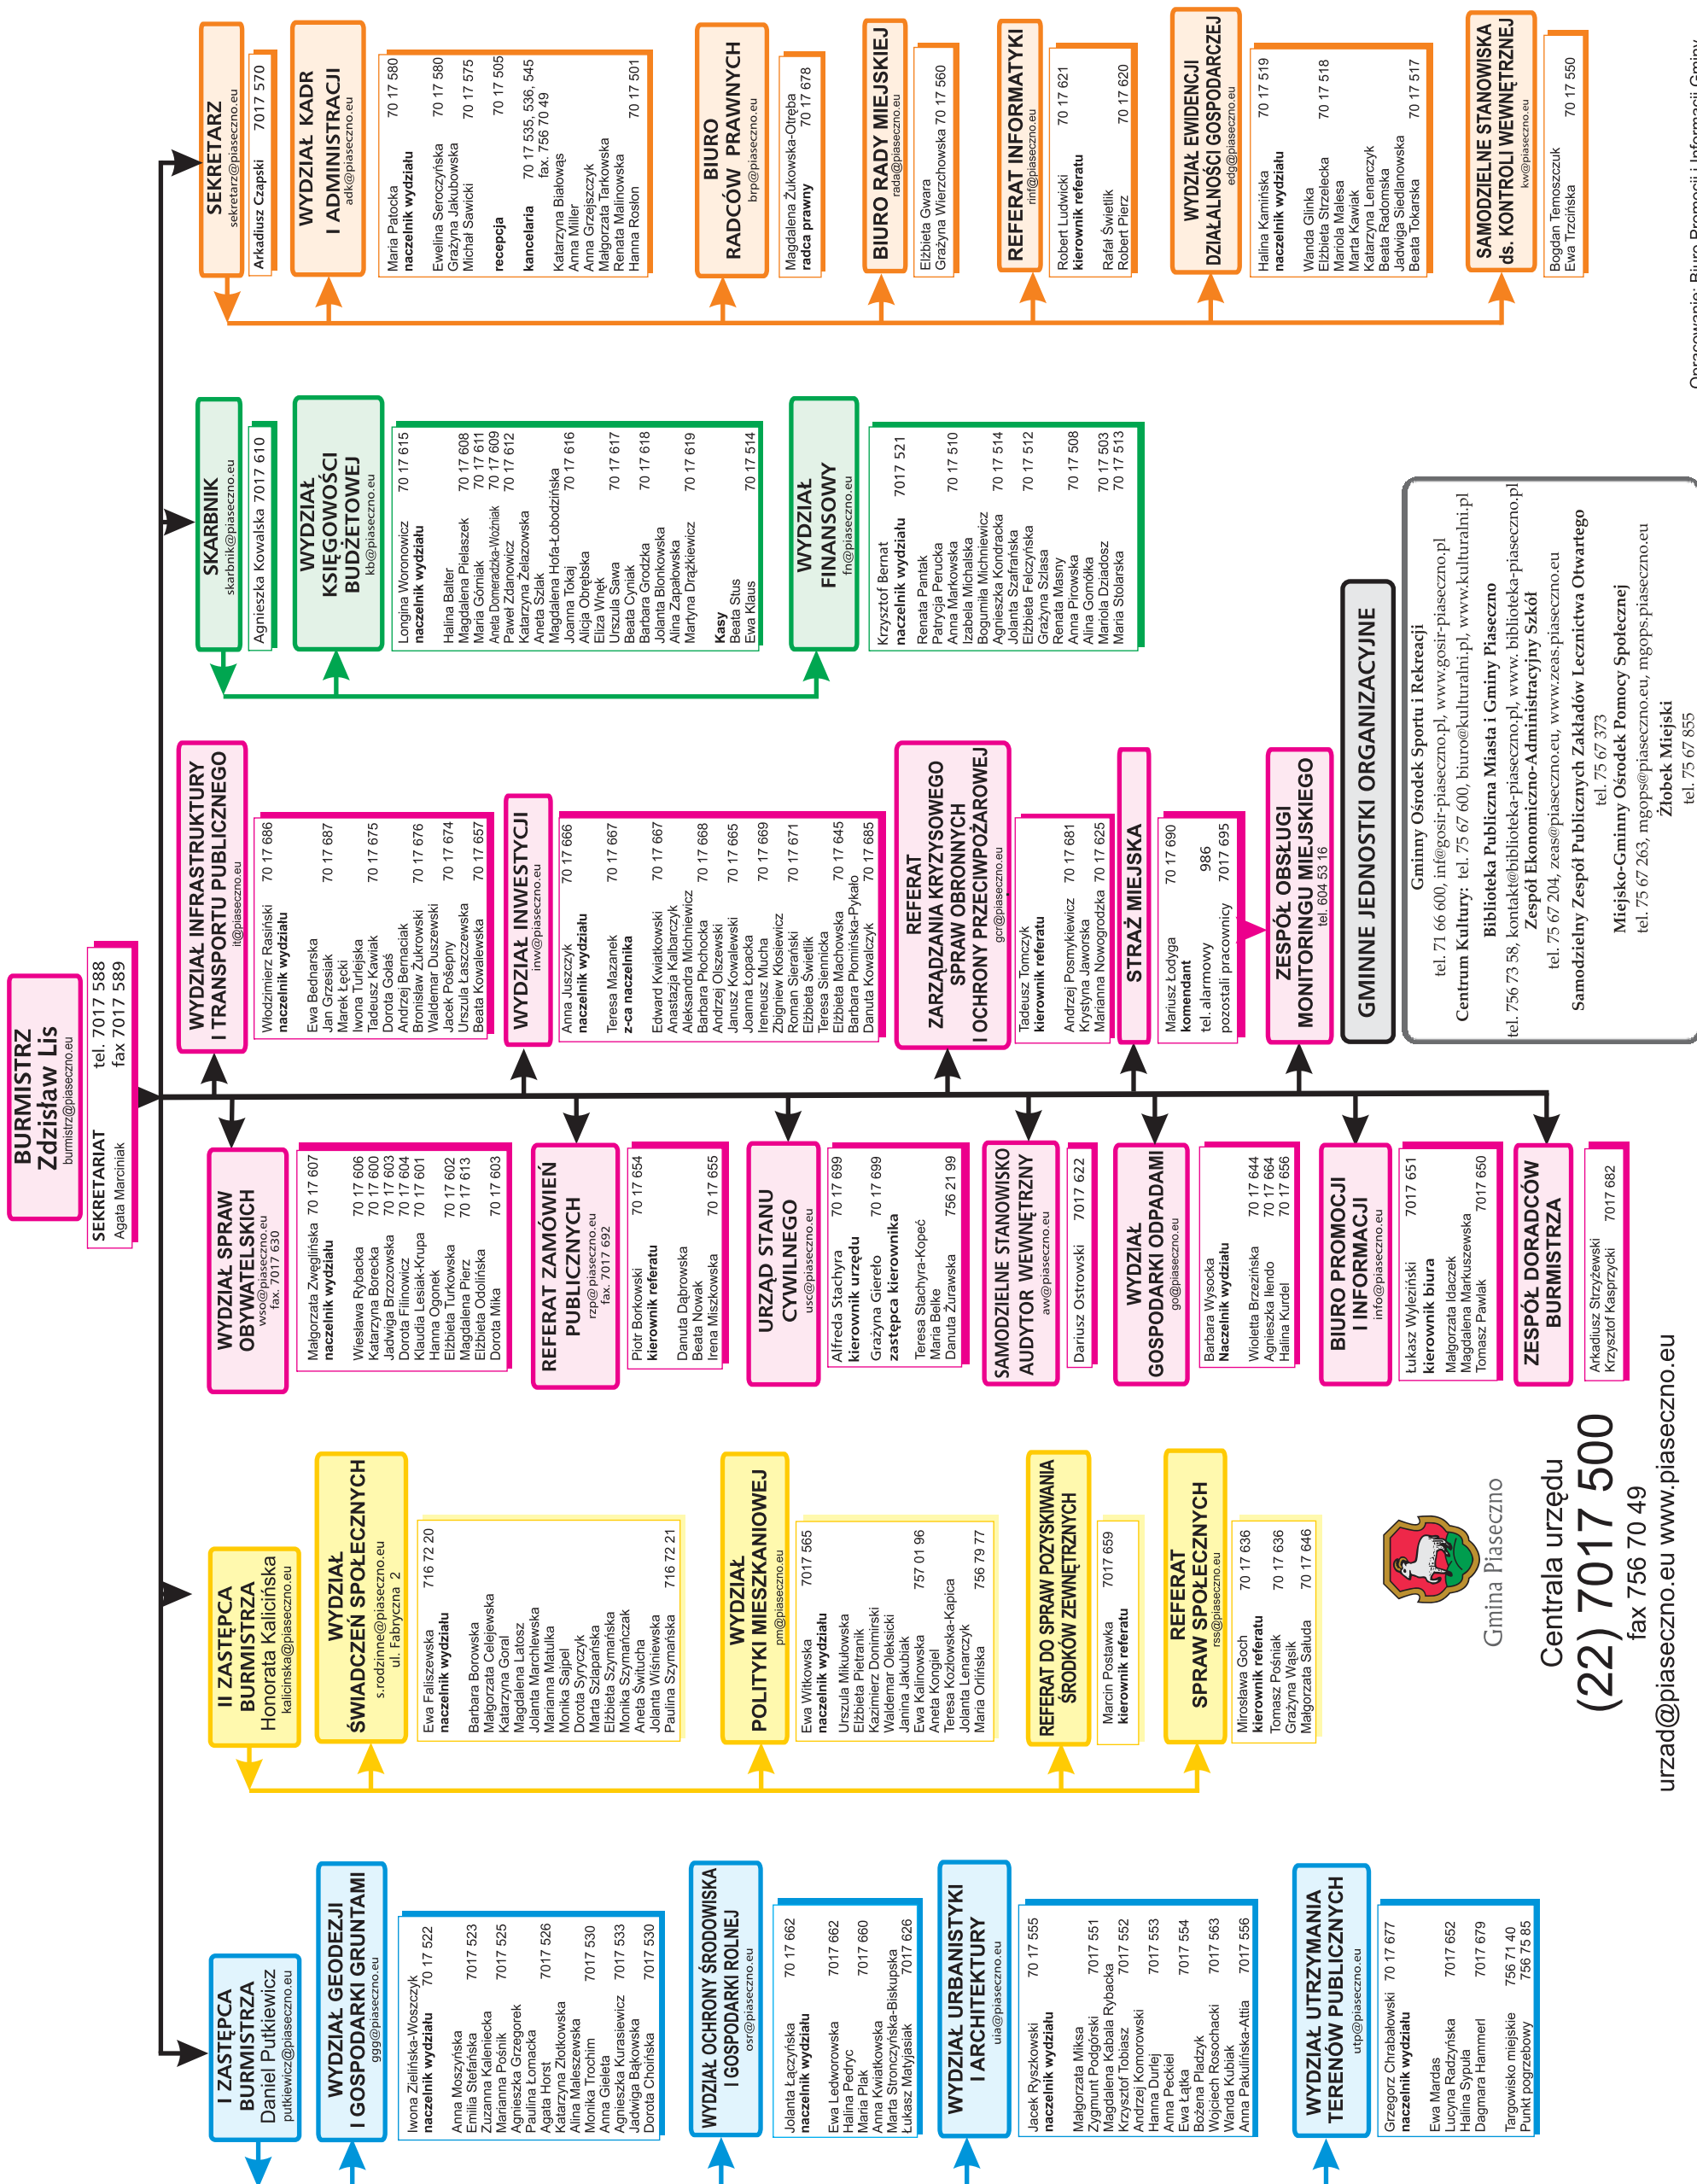 BURMISTRZ
Zdzisław Lis
burmistrz@piaseczno.eu
SEKRETARIAT tel. 7017 588
Agata Marciniak fax 7017 589
I ZASTĘPCA
BURMISTRZA
Daniel Putkiewicz
putkiewicz@piaseczno.eu
WYDZIAŁ GEODEZJI
I GOSPODARKI GRUNTAMI
ggg@piaseczno.eu
Iwona Zielińska-Woszczyk
naczelnik wydziału 70 17 522
Anna Moszyńska
Emilia Stefańska 7017 523
Zuzanna Kaleniecka
Marianna Pośnik 7017 525
Agnieszka Grzegorek
Paulina Łomacka
Agata Horst 7017 526
Katarzyna Złotkowska
Alina Maleszewska
Monika Trochim 7017 530
Anna Gieleta
Agnieszka Kurasiewicz 7017 533
Jadwiga Bąkowska
Dorota Choińska 7017 530
WYDZIAŁ OCHRONY ŚRODOWISKA
I GOSPODARKI ROLNEJ
osr@piaseczno.eu
Jolanta Łączyńska 70 17 662
naczelnik wydziału
Ewa Ledworowska 7017 662
Halina Pedryc
Maria Plak 7017 660
Anna Kwiatkowska
Marta Stronczyńska-Biskupska
Łukasz Matyjasiak 7017 626
WYDZIAŁ URBANISTYKI
I ARCHITEKTURY
uia@piaseczno.eu
Jacek Ryszkowski 70 17 555
naczelnik wydziału
Małgorzata Miksa
Zygmunt Podgórski 7017 551
Magdalena Kabala Rybacka
Krzysztof Tobiasz 7017 552
Andrzej Komorowski
Hanna Durlej 7017 553
Anna Peckiel
Ewa Łątka 7017 554
Bożena Pladzyk
Wojciech Rosochacki 7017 563
Wanda Kubiak
Anna Pakulińska-Attia 7017 556
WYDZIAŁ UTRZYMANIA
TERENÓW PUBLICZNYCH
utp@piaseczno.eu
Grzegorz Chrabałowski 70 17 677
naczelnik wydziału
Ewa Mardas
Lucyna Radzyńska 7017 652
Halina Sypuła
Dagmara Hammerl 7017 679
Targowisko miejskie 756 71 40
Punkt pogrzebowy 756 75 85
II ZASTĘPCA
BURMISTRZA
Honorata Kalicińska
kalicinska@piaseczno.eu
WYDZIAŁ
ŚWIADCZEŃ SPOŁECZNYCH
s.rodzinne@piaseczno.eu
ul. Fabryczna 2
Ewa Faliszewska 716 72 20
naczelnik wydziału
Barbara Borowska
Małgorzata Celejewska
Katarzyna Goral
Magdalena Latosz
Jolanta Marchlewska
Marianna Matulka
Monika Sajpel
Dorota Syryczyk
Marta Szlapańska
Elżbieta Szymańska
Monika Szymańczak
Aneta Świtucha
Jolanta Wiśniewska
Paulina Szymańska 716 72 21
WYDZIAŁ
POLITYKI MIESZKANIOWEJ
pm@piaseczno.eu
Ewa Witkowska 7017 565
naczelnik wydziału
Urszula Mikułowska
Elżbieta Pietranik
Kazimierz Donimirski
Waldemar Oleksicki
Janina Jakubiak
Ewa Kalinowska 757 01 96
Aneta Kongiel
Teresa Kozłowska-Kapica
Jolanta Lenarczyk
Maria Orlińska 756 79 77
REFERAT DO SPRAW POZYSKIWANIA
ŚRODKÓW ZEWNĘTRZNYCH
Marcin Postawka 7017 659
kierownik referatu
REFERAT
SPRAW SPOŁECZNYCH
rss@piaseczno.eu
Mirosława Goch 70 17 636
kierownik referatu
Tomasz Pośniak 70 17 636
Grażyna Wąsik
Małgorzata Sałuda 70 17 646
Gmina Piaseczno
Centrala urzędu
(22) 7017 500
fax 756 70 49
urzad@piaseczno.eu www.piaseczno.eu
WYDZIAŁ SPRAW
OBYWATELSKICH
wso@piaseczno.eu
fax. 7017 630
Małgorzata Zwęglińska 70 17 607
naczelnik wydziału
Wiesława Rybacka 70 17 606
Katarzyna Borecka 70 17 600
Jadwiga Brzozowska 70 17 603
Dorota Filinowicz 70 17 604
Klaudia Lesiak-Krupa 70 17 601
Hanna Ogonek
Elżbieta Turkowska 70 17 602
Magdalena Pierz 70 17 613
Elżbieta Odolińska
Dorota Mika 70 17 603
REFERAT ZAMÓWIEŃ
PUBLICZNYCH
rzp@piaseczno.eu
fax. 7017 692
Piotr Borkowski 70 17 654
kierownik referatu
Danuta Dąbrowska
Beata Nowak
Irena Miszkowska 70 17 655
URZĄD STANU
CYWILNEGO
usc@piaseczno.eu
Alfreda Stachyra 70 17 699
kierownik urzędu
Grażyna Giereło 70 17 699
zastępca kierownika
Teresa Stachyra-Kopeć
Maria Belke
Danuta Żurawska 756 21 99
SAMODZIELNE STANOWISKO
AUDYTOR WEWNĘTRZNY
aw@piaseczno.eu
Dariusz Ostrowski 7017 622
WYDZIAŁ
GOSPODARKI ODPADAMI
go@piaseczno.eu
Barbara Wysocka
Naczelnik wydziału
Wioletta Brzezińska 70 17 644
Agnieszka Ilendo 70 17 664
Halina Kurdel 70 17 656
BIURO PROMOCJI
I INFORMACJI
info@piaseczno.eu
Łukasz Wyleziński 7017 651
kierownik biura
Małgorzata Idaczek
Magdalena Markuszewska
Tomasz Pawlak 7017 650
ZESPÓŁ DORADCÓW
BURMISTRZA
Arkadiusz Strzyżewski
Krzysztof Kasprzycki 7017 682
WYDZIAŁ INFRASTRUKTURY
I TRANSPORTU PUBLICZNEGO
it@piaseczno.eu
Włodzimierz Rasiński 70 17 686
naczelnik wydziału
Ewa Bednarska
Jan Grzesiak 70 17 687
Marek Łęcki
Iwona Turlejska
Tadeusz Kawiak 70 17 675
Dorota Gołaś
Andrzej Bernaciak
Bronisław Żukrowski 70 17 676
Waldemar Duszewski
Jacek Pośepny 70 17 674
Urszula Łaszczewska
Beata Kowalewska 70 17 657
WYDZIAŁ INWESTYCJI
inw@piaseczno.eu
Anna Juszczyk 70 17 666
naczelnik wydziału
Teresa Mazanek 70 17 667
z-ca naczelnika
Edward Kwiatkowski 70 17 667
Anastazja Kalbarczyk
Aleksandra Michniewicz
Barbara Płochocka 70 17 668
Andrzej Olszewski
Janusz Kowalewski 70 17 665
Joanna Łopacka
Ireneusz Mucha 70 17 669
Zbigniew Kłosiewicz
Roman Sierański 70 17 671
Elżbieta Świetlik
Teresa Siennicka
Elżbieta Machowska 70 17 645
Barbara Płomińska-Pykało
Danuta Kowalczyk 70 17 685
REFERAT
ZARZĄDZANIA KRYZYSOWEGO
SPRAW OBRONNYCH
I OCHRONY PRZECIWPOŻAROWEJ
gcr@piaseczno.eu
Tadeusz Tomczyk
kierownik referatu
Andrzej Posmykiewicz 70 17 681
Krystyna Jaworska
Marianna Nowogrodzka 70 17 625
STRAŻ MIEJSKA
Mariusz Łodyga 70 17 690
komendant
tel. alarmowy 986
pozostali pracownicy 7017 695
ZESPÓŁ OBSŁUGI
MONITORINGU MIEJSKIEGO
tel. 604 53 16
GMINNE JEDNOSTKI ORGANIZACYJNE
Gminny Ośrodek Sportu i Rekreacji
tel. 71 66 600, inf@gosir-piaseczno.pl, www.gosir-piaseczno.pl
Centrum Kultury: tel. 75 67 600, biuro@kulturalni.pl, www.kulturalni.pl
Biblioteka Publiczna Miasta i Gminy Piaseczno
tel. 756 73 58, kontakt@biblioteka-piaseczno.pl, www. biblioteka-piaseczno.pl
Zespół Ekonomiczno-Administracyjny Szkół
tel. 75 67 204, zeas@piaseczno.eu, www.zeas.piaseczno.eu
Samodzielny Zespół Publicznych Zakładów Lecznictwa Otwartego
tel. 75 67 373
Miejsko-Gminny Ośrodek Pomocy Społecznej
tel. 75 67 263, mgops@piaseczno.eu, mgops.piaseczno.eu
Żłobek Miejski
tel. 75 67 855
SKARBNIK
skarbnik@piaseczno.eu
Agnieszka Kowalska 7017 610
WYDZIAŁ
KSIĘGOWOŚCI
BUDŻETOWEJ
kb@piaseczno.eu
Longina Woronowicz 70 17 615
naczelnik wydziału
Halina Balter
Magdalena Pielaszek 70 17 608
Maria Górniak 70 17 611
Aneta Domeradzka-Woźniak 70 17 609
Paweł Zdanowicz 70 17 612
Katarzyna Żelazowska
Aneta Szlak
Magdalena Hofa-Łobodzińska
Joanna Tokaj 70 17 616
Alicja Obrębska
Eliza Wnęk
Urszula Sawa 70 17 617
Beata Cyniak
Barbara Grodzka 70 17 618
Jolanta Blonkowska
Alina Zapałowska
Martyna Drążkiewicz 70 17 619
Kasy
Beata Stus
Ewa Klaus 70 17 514
WYDZIAŁ
FINANSOWY
fn@piaseczno.eu
Krzysztof Bernat
naczelnik wydziału 7017 521
Renata Pantak
Patrycja Perucka
Anna Markowska 70 17 510
Izabela Michalska
Bogumiła Michniewicz
Agnieszka Kondracka 70 17 514
Jolanta Szafrańska
Elżbieta Felczyńska 70 17 512
Grażyna Szlasa
Renata Masny
Anna Pirowska 70 17 508
Alina Gomółka
Mariola Dziadosz 70 17 503
Maria Stolarska 70 17 513
SEKRETARZ
sekretarz@piaseczno.eu
Arkadiusz Czapski 7017 570
WYDZIAŁ KADR
I ADMINISTRACJI
adk@piaseczno.eu
Maria Patocka 70 17 580
naczelnik wydziału
Ewelina Seroczyńska 70 17 580
Grażyna Jakubowska
Michał Sawicki 70 17 575
recepcja 70 17 505
kancelaria 70 17 535, 536, 545
fax. 756 70 49
Katarzyna Białowąs
Anna Miller
Anna Grzejszczyk
Małgorzata Tarkowska
Renata Malinowska
Hanna Rosłon 70 17 501
BIURO
RADCÓW PRAWNYCH
brp@piaseczno.eu
Magdalena Żukowska-Otręba
radca prawny 70 17 678
BIURO RADY MIEJSKIEJ
rada@piaseczno.eu
Elżbieta Gwara
Grażyna Wierzchowska 70 17 560
REFERAT INFORMATYKI
rinf@piaseczno.eu
Robert Ludwicki 70 17 621
kierownik referatu
Rafał Świetlik
Robert Pierz 70 17 620
WYDZIAŁ EWIDENCJI
DZIAŁALNOŚCI GOSPODARCZEJ
edg@piaseczno.eu
Halina Kamińska 70 17 519
naczelnik wydziału
Wanda Glinka
Elżbieta Strzelecka 70 17 518
Mariola Malesa
Marta Kawiak
Katarzyna Lenarczyk
Beata Radomska
Jadwiga Siedlanowska
Beata Tokarska 70 17 517
SAMODZIELNE STANOWISKA
ds. KONTROLI WEWNĘTRZNEJ
kw@piaseczno.eu
Bogdan Temoszczuk
Ewa Trzcińska 70 17 550
Opracowanie: Biuro Promocji i Informacji Gminy